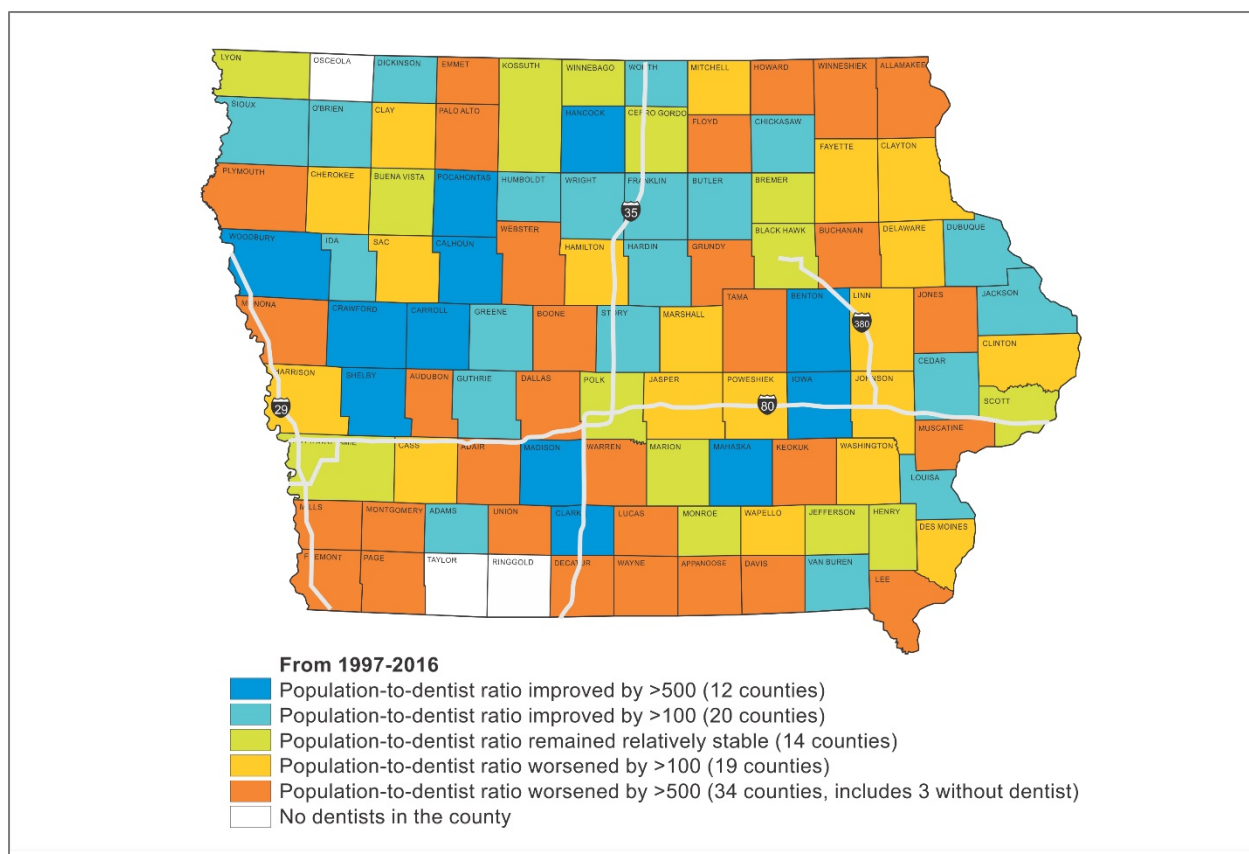 LYON
OSCEOLA
DICKINSON
EMMET
KOSSUTH
WINNEBAGO
WORTH
MITCHELL
HOWARD
WINNESHIEK
ALLAMAKEE
SIOUX
O'BRIEN
CLAY
PALO ALTO
HANCOCK
CERRO GORDO
FLOYD
CHICKASAW
FAYETTE
CLAYTON
PLYMOUTH
CHEROKEE
BUENA VISTA
POCAHONTAS
HUMBOLDT
WRIGHT
FRANKLIN
BUTLER
BREMER
35
WOODBURY
IDA
SAC
CALHOUN
WEBSTER
HAMILTON
HARDIN
GRUNDY
BLACK HAWK
BUCHANAN
DELAWARE
DUBUQUE
MONONA
CRAWFORD
CARROLL
GREENE
BOONE
STORY
MARSHALL
TAMA
BENTON
LINN
JONES
JACKSON
380
CLINTON
CEDAR
HARRISON
SHELBY
AUDUBON
GUTHRIE
DALLAS
POLK
JASPER
POWESHIEK
IOWA
JOHNSON
SCOTT
29
80
MUSCATINE
CASS
ADAIR
MADISON
WARREN
MARION
MAHASKA
KEOKUK
WASHINGTON
LOUISA
MILLS
MONTGOMERY
ADAMS
UNION
CLARKE
LUCAS
MONROE
WAPELLO
JEFFERSON
HENRY
DES MOINES
FREMONT
PAGE
TAYLOR
RINGGOLD
DECATUR
WAYNE
APPANOOSE
DAVIS
VAN BUREN
LEE
From 1997-2016
Population-to-dentist ratio improved by >500 (12 counties)
Population-to-dentist ratio improved by >100 (20 counties)
Population-to-dentist ratio remained relatively stable (14 counties)
Population-to-dentist ratio worsened by >100 (19 counties)
Population-to-dentist ratio worsened by >500 (34 counties, includes 3 without dentist)
No dentists in the county